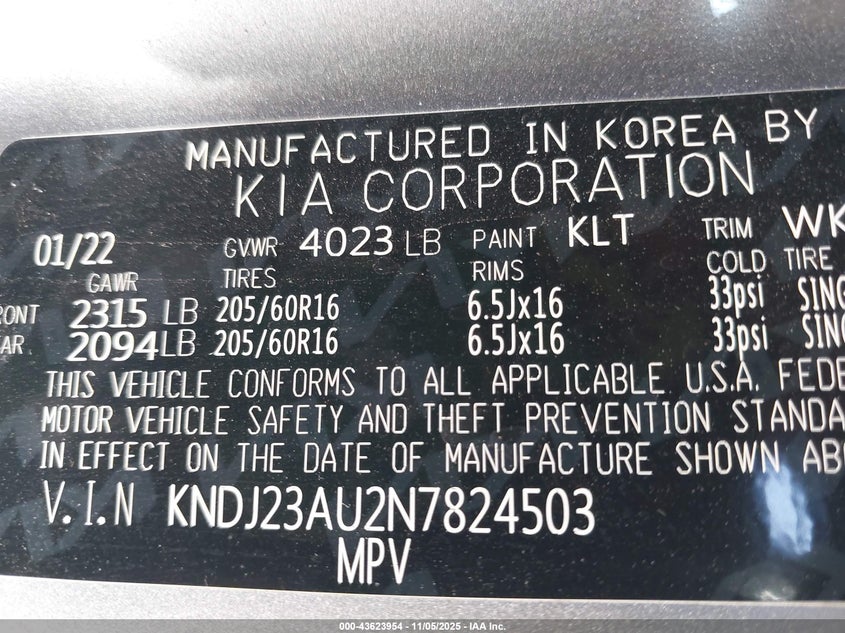 MANUFACTURED IN KOREA BY
KIA CORPORATION
01/22 GVWR 4023 LB PAINT KLT TRIM WK
GAWR TIRES RIMS COLD TIRE
2315 LB 205/60R16 6.5Jx16 33psi
2094 LB 205/60R16 6.5Jx16 33psi
THIS VEHICLE CONFORMS TO ALL APPLICABLE U.S.A.
MOTOR VEHICLE SAFETY AND THEFT PREVENTION
IN EFFECT ON THE DATE OF MANUFACTURE SHOWN
V.I.N KNDJ23AU2N7824503
MPV
000-43623954 - 11/05/2025 - IAA Inc.